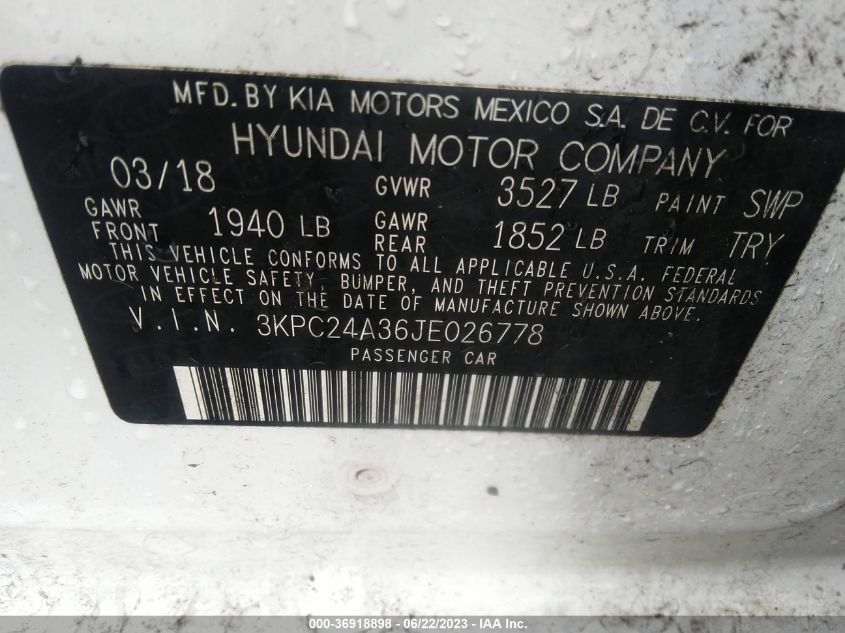 MFD. BY KIA MOTORS MEXICO S.A. DE C.V. FOR
HYUNDAI MOTOR COMPANY
03/18 GVWR 3527 LB PAINT SWP
GAWR FRONT 1940 LB GAWR REAR 1852 LB TRIM TRY
THIS VEHICLE CONFORMS TO ALL APPLICABLE U.S.A. FEDERAL
MOTOR VEHICLE SAFETY, BUMPER, AND THEFT PREVENTION STANDARDS
IN EFFECT ON THE DATE OF MANUFACTURE SHOWN ABOVE.
V.I.N. 3KPC24A36JE026778
PASSENGER CAR
000-36918898 - 06/22/2023 - IAA Inc.